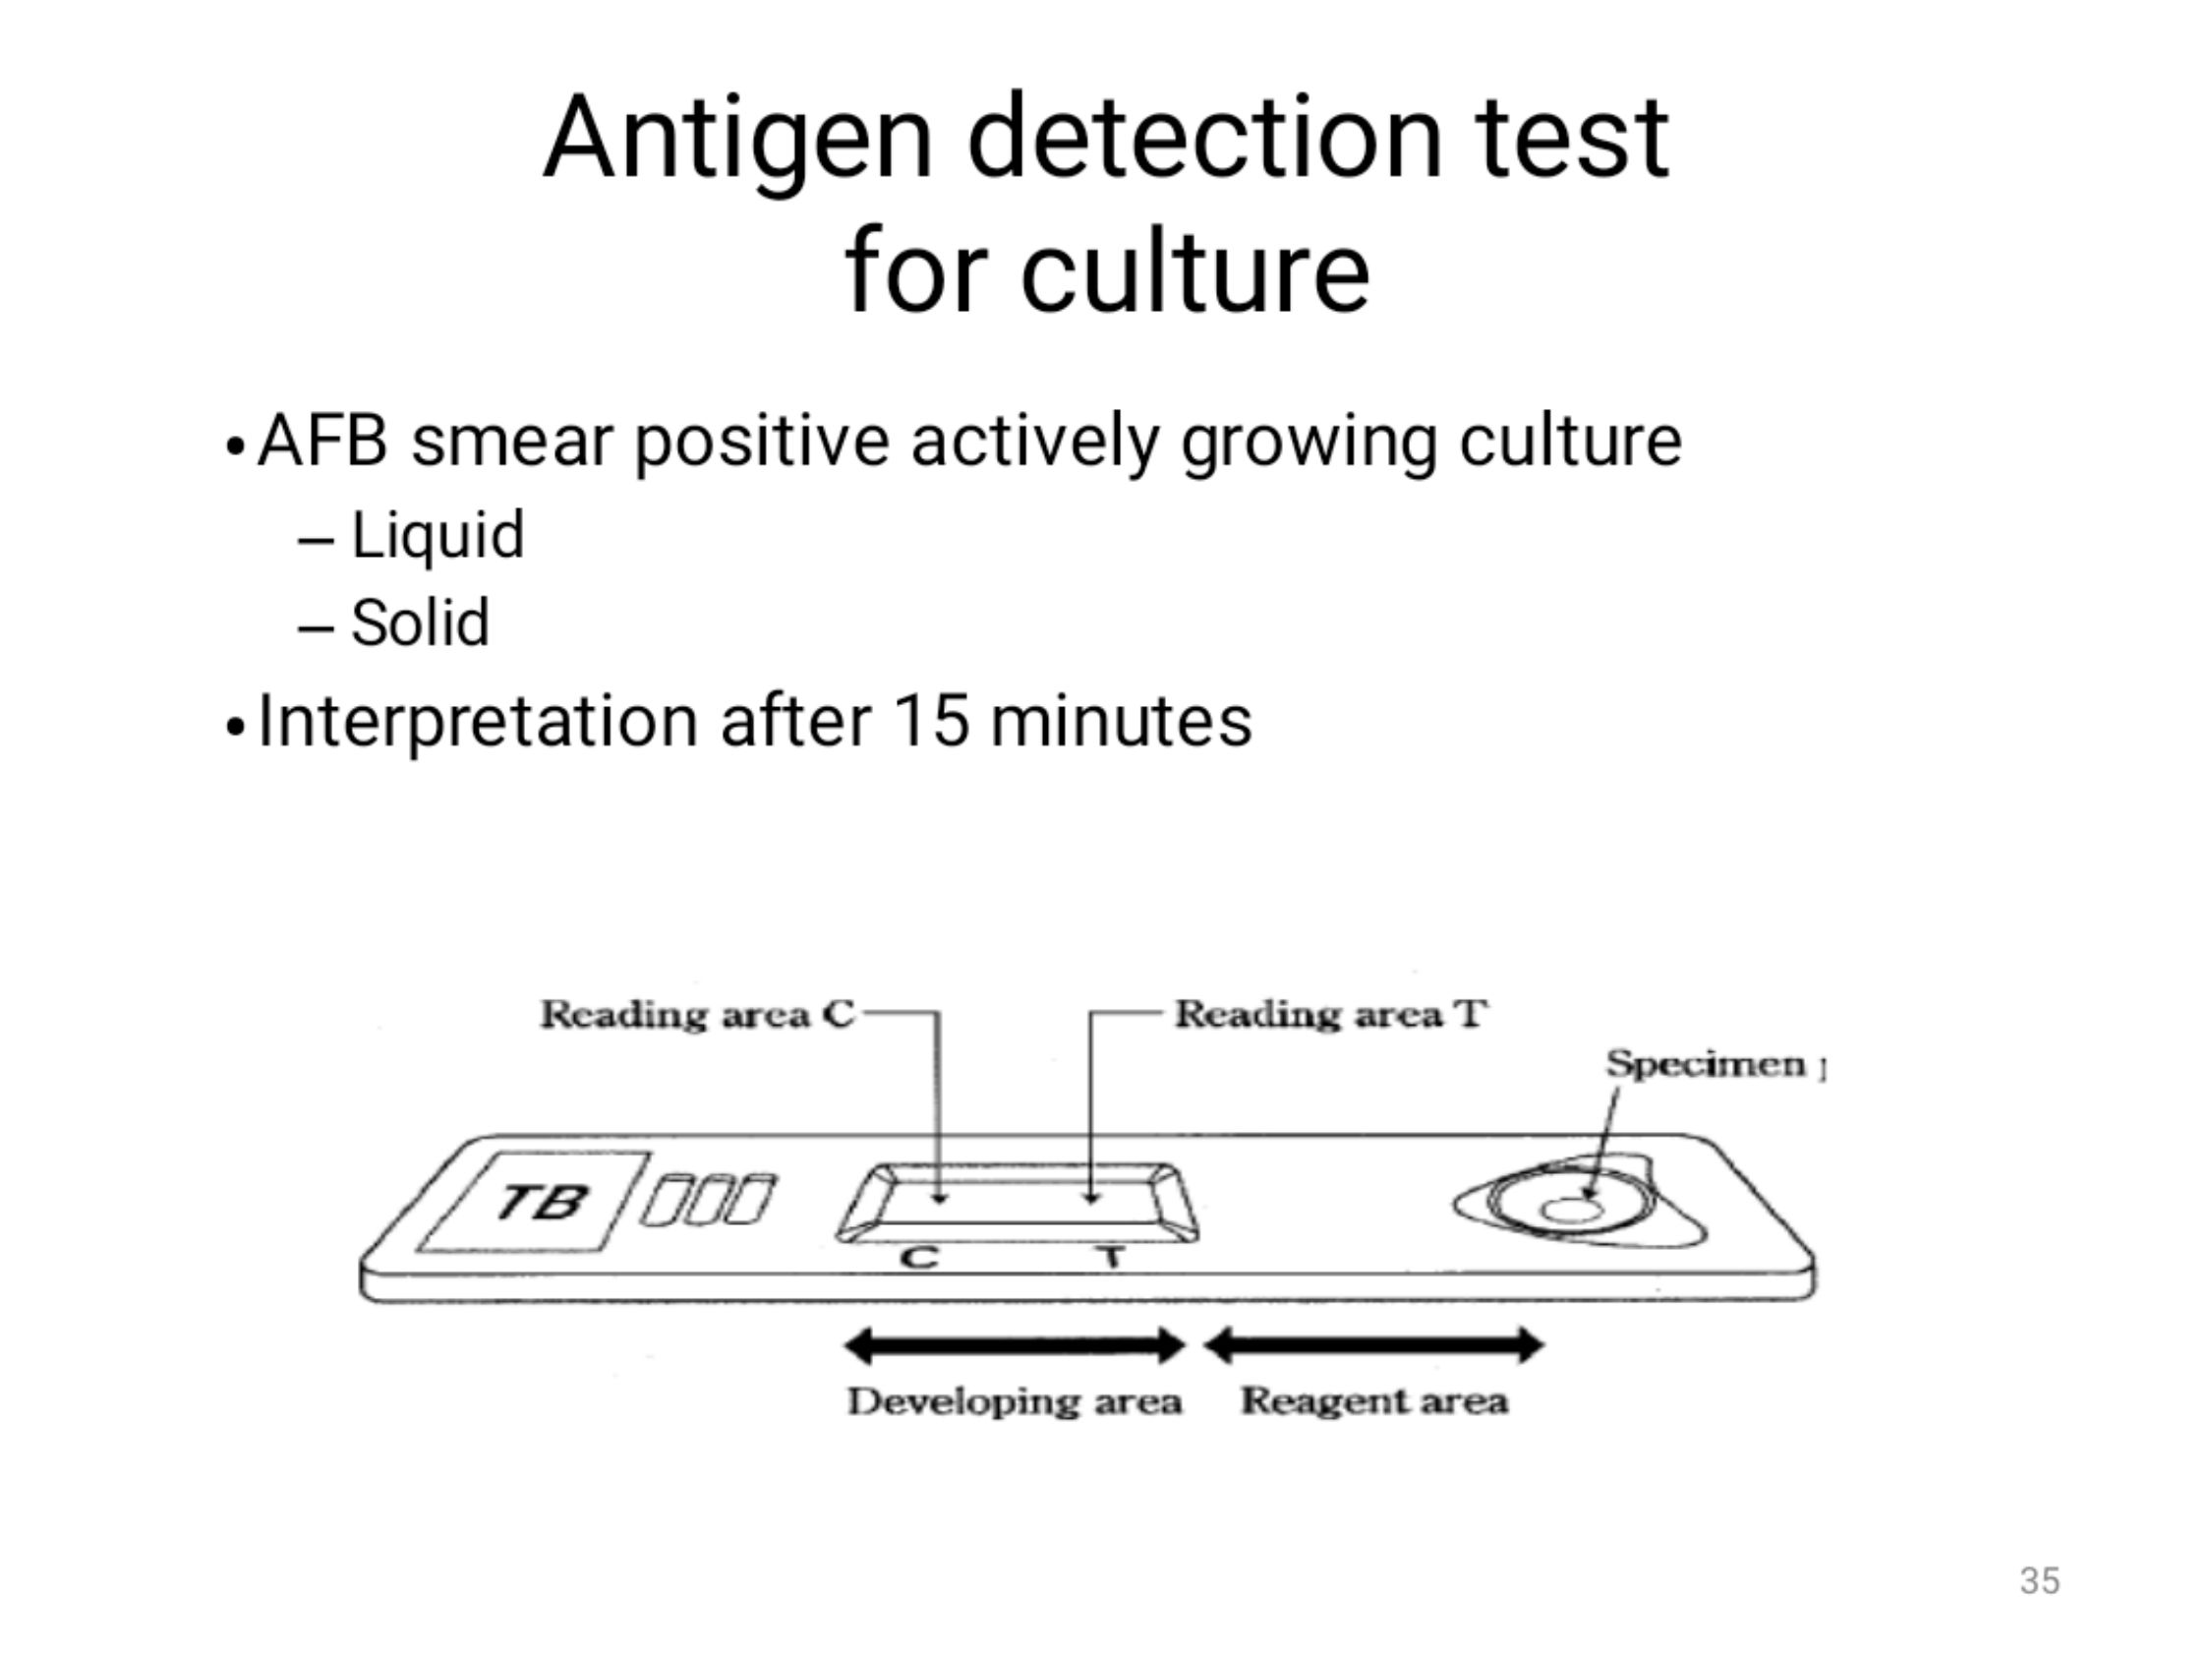 Antigen detection test
for culture
• AFB smear positive actively growing culture
– Liquid
– Solid
• Interpretation after 15 minutes
Reading area C
Reading area T
Specimen
TB
C
T
Developing area
Reagent area
35